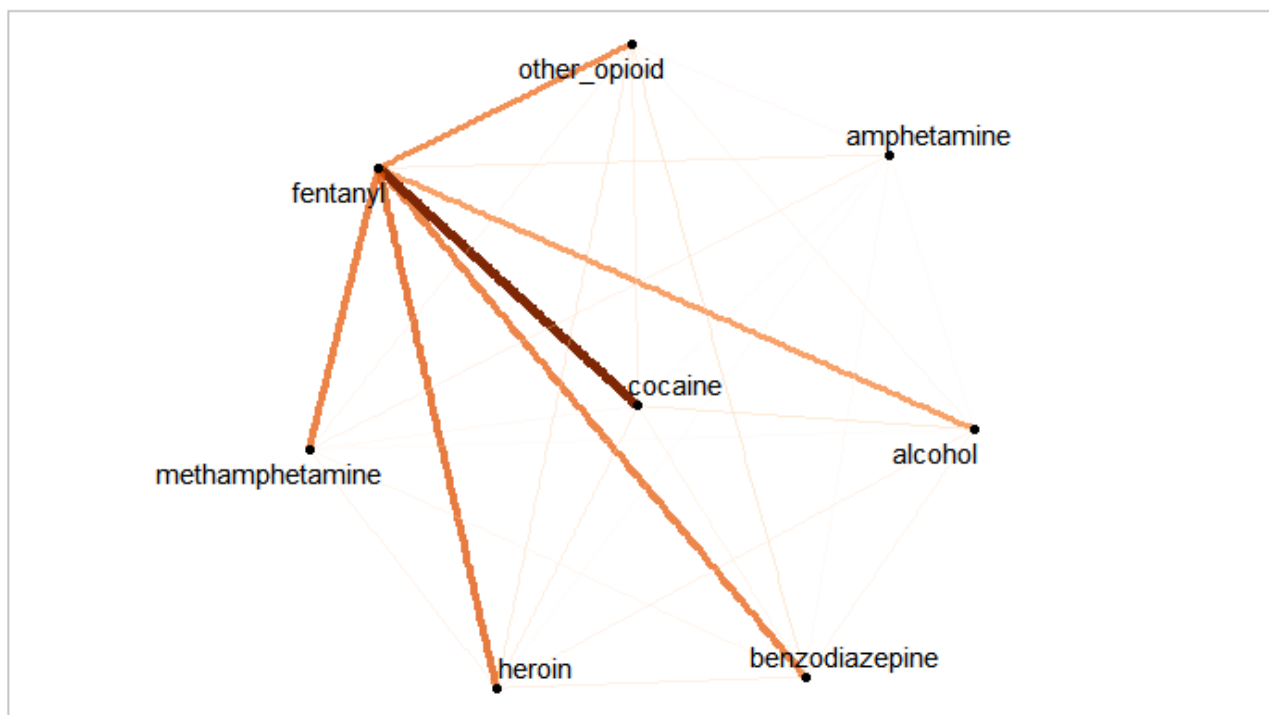 other_opioid
amphetamine
fentanyl
cocaine
alcohol
methamphetamine
heroin
benzodiazepine